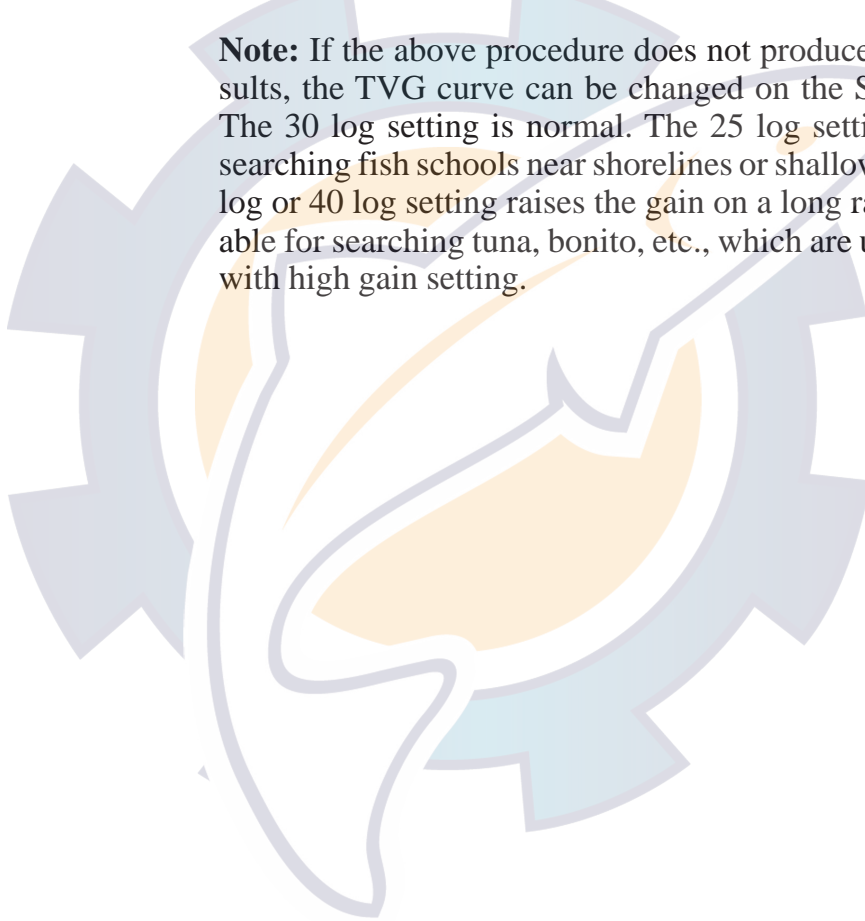 Note: If the above procedure does not produce
sults, the TVG curve can be changed on the S
The 30 log setting is normal. The 25 log setti
searching fish schools near shorelines or shallow
log or 40 log setting raises the gain on a long ra
able for searching tuna, bonito, etc., which are u
with high gain setting.